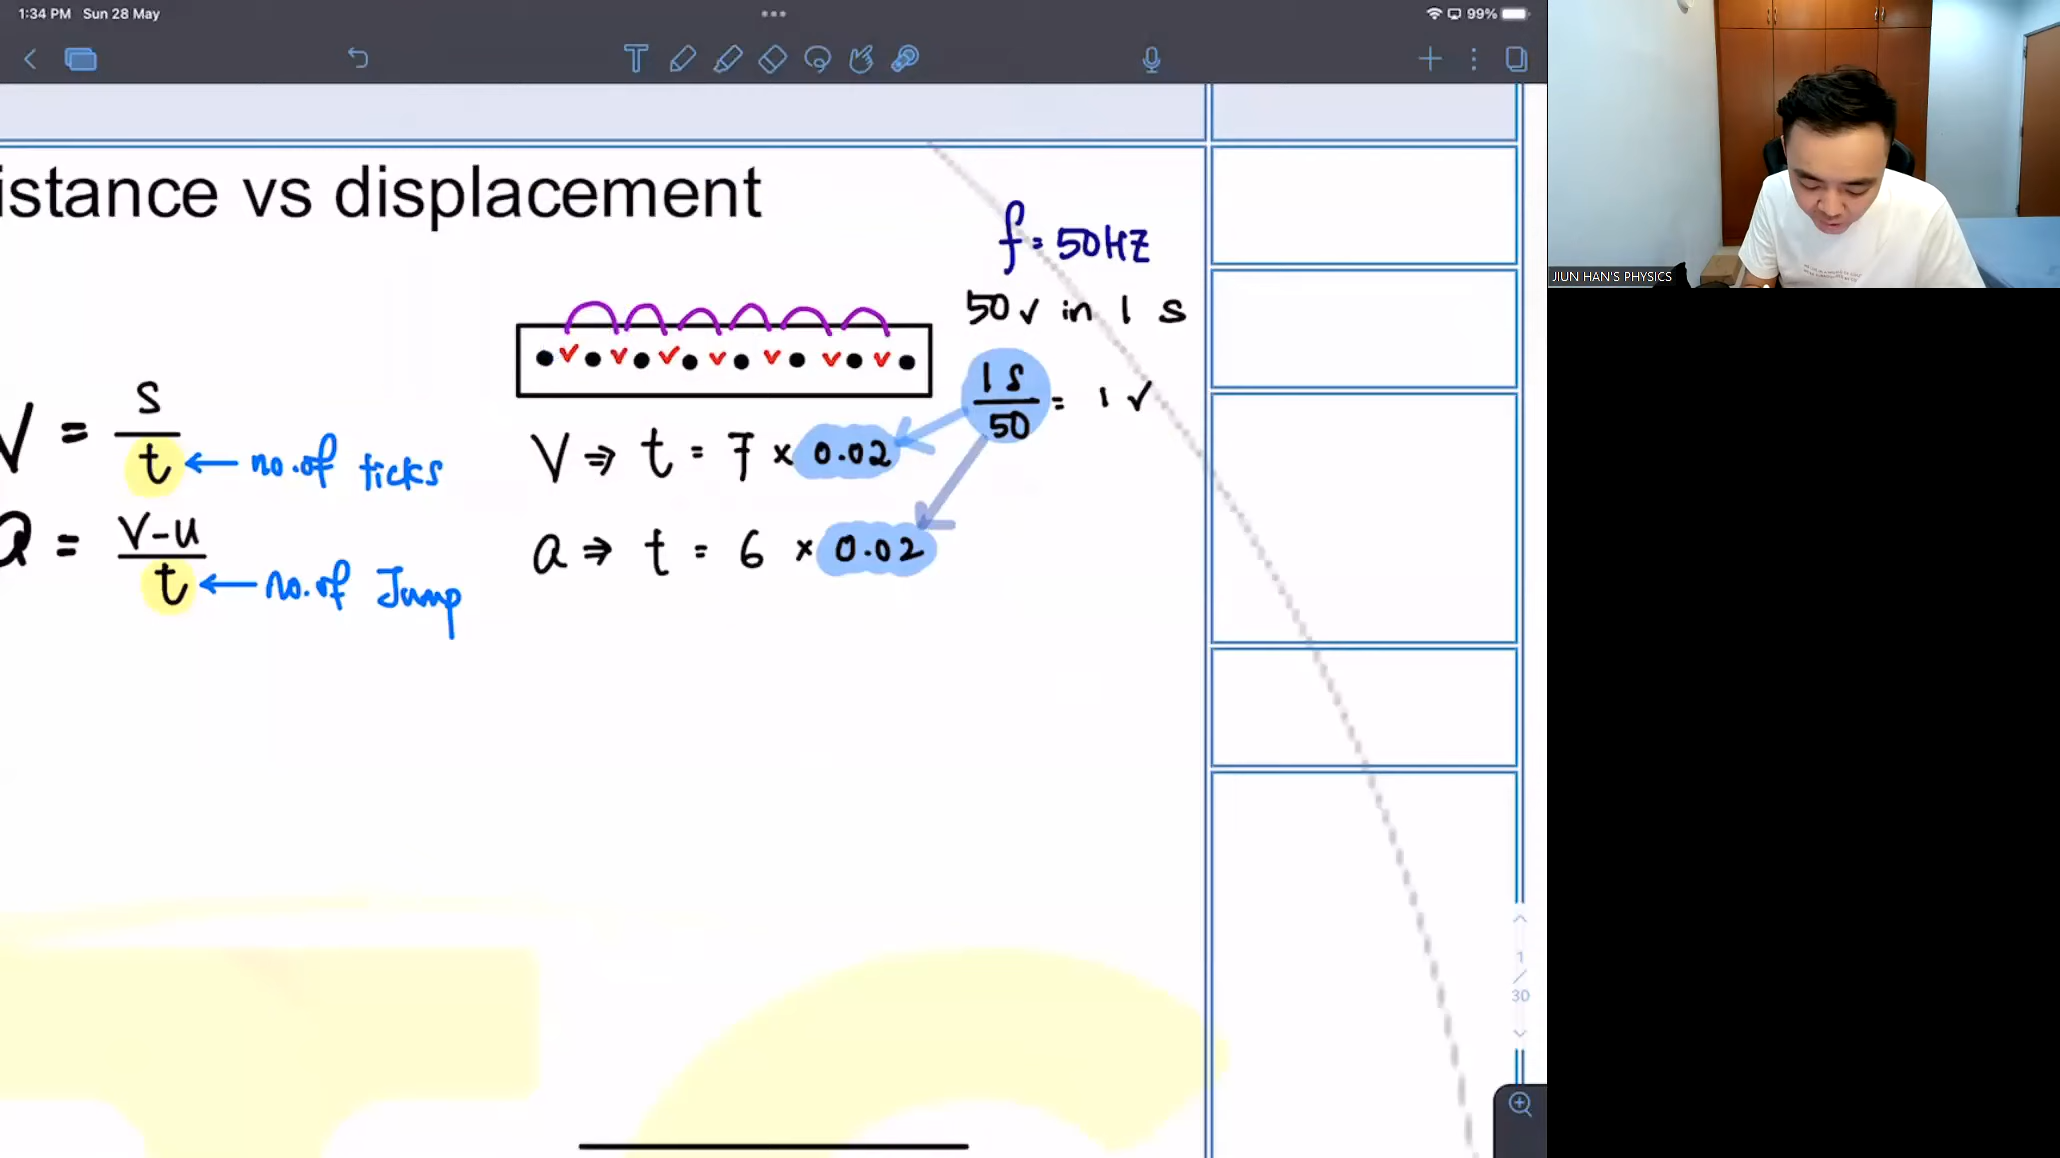 1:34 PM Sun 28 May
99%
istance vs displacement
f = 50HZ
50 ✓ in 1 s
1 s / 50 = 1 ✓
V = s / t ← no. of ticks
a = v-u / t ← no. of Jump
V ⇒ t = 7 × 0.02
a ⇒ t = 6 × 0.02
JIUN HAN'S PHYSICS
1 / 30